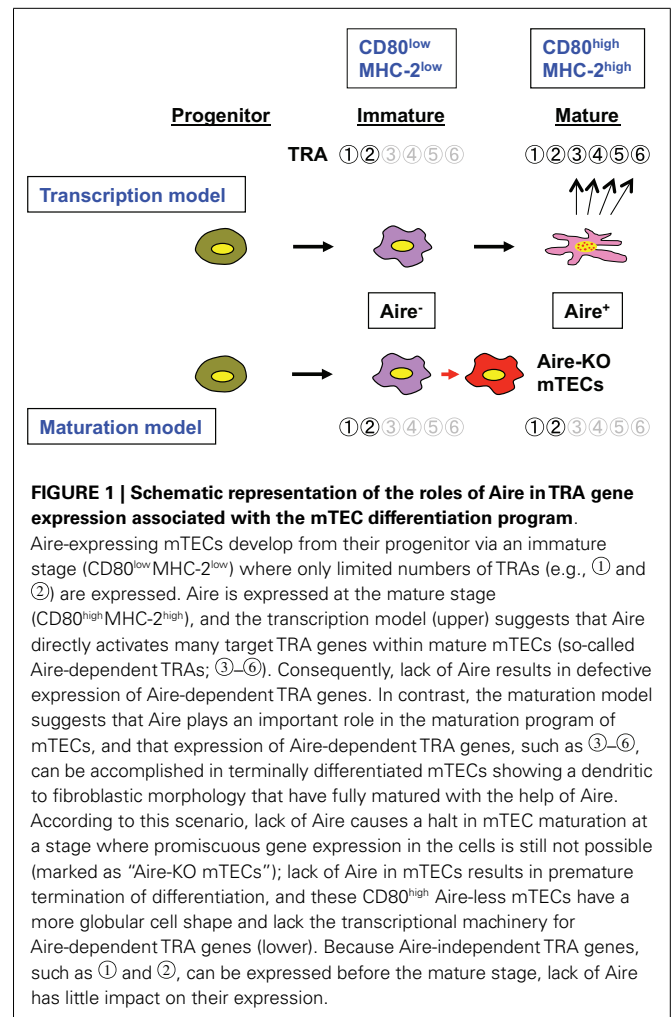 CD80low
MHC-2low
CD80high
MHC-2high
Progenitor
Immature
Mature
TRA ①②③④⑤⑥
①②③④⑤⑥
Transcription model
Aire-
Aire+
Aire-KO
mTECs
Maturation model
①②③④⑤⑥
①②③④⑤⑥
FIGURE 1 | Schematic representation of the roles of Aire in TRA gene
expression associated with the mTEC differentiation program.
Aire-expressing mTECs develop from their progenitor via an immature
stage (CD80lowMHC-2low) where only limited numbers of TRAs (e.g., ① and
②) are expressed. Aire is expressed at the mature stage
(CD80highMHC-2high), and the transcription model (upper) suggests that Aire
directly activates many target TRA genes within mature mTECs (so-called
Aire-dependent TRAs; ③–⑥). Consequently, lack of Aire results in defective
expression of Aire-dependent TRA genes. In contrast, the maturation model
suggests that Aire plays an important role in the maturation program of
mTECs, and that expression of Aire-dependent TRA genes, such as ③–⑥,
can be accomplished in terminally differentiated mTECs showing a dendritic
to fibroblastic morphology that have fully matured with the help of Aire.
According to this scenario, lack of Aire causes a halt in mTEC maturation at
a stage where promiscuous gene expression in the cells is still not possible
(marked as “Aire-KO mTECs”); lack of Aire in mTECs results in premature
termination of differentiation, and these CD80high Aire-less mTECs have a
more globular cell shape and lack the transcriptional machinery for
Aire-dependent TRA genes (lower). Because Aire-independent TRA genes,
such as ① and ②, can be expressed before the mature stage, lack of Aire
has little impact on their expression.